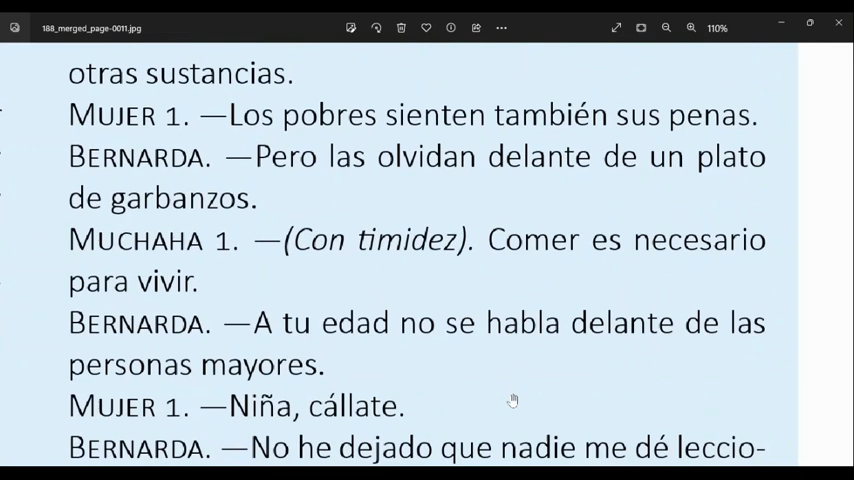 188_merged_page-0011.jpg
110%
otras sustancias.
MUJER 1. —Los pobres sienten también sus penas.
BERNARDA. —Pero las olvidan delante de un plato
de garbanzos.
MUCHAHA 1. —(Con timidez). Comer es necesario
para vivir.
BERNARDA. —A tu edad no se habla delante de las
personas mayores.
MUJER 1. —Niña, cállate.
BERNARDA. —No he dejado que nadie me dé leccio-